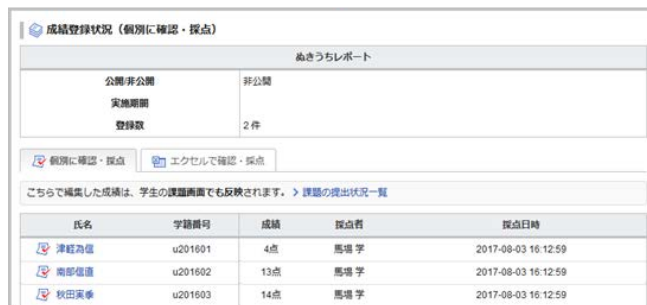 成績登録状況（個別に確認・採点）
ぬきうちレポート
公開/非公開 非公開
実施期間
登録数 2 件
個別に確認・採点 エクセルで確認・採点
こちらで編集した成績は、学生の課題画面でも反映されます。 > 課題の提出状況一覧
氏名 学籍番号 成績 採点者 採点日時
津軽為信 u201601 4点 馬場 学 2017-08-03 16:12:59
南部信直 u201602 13点 馬場 学 2017-08-03 16:12:59
秋田実季 u201603 14点 馬場 学 2017-08-03 16:12:59